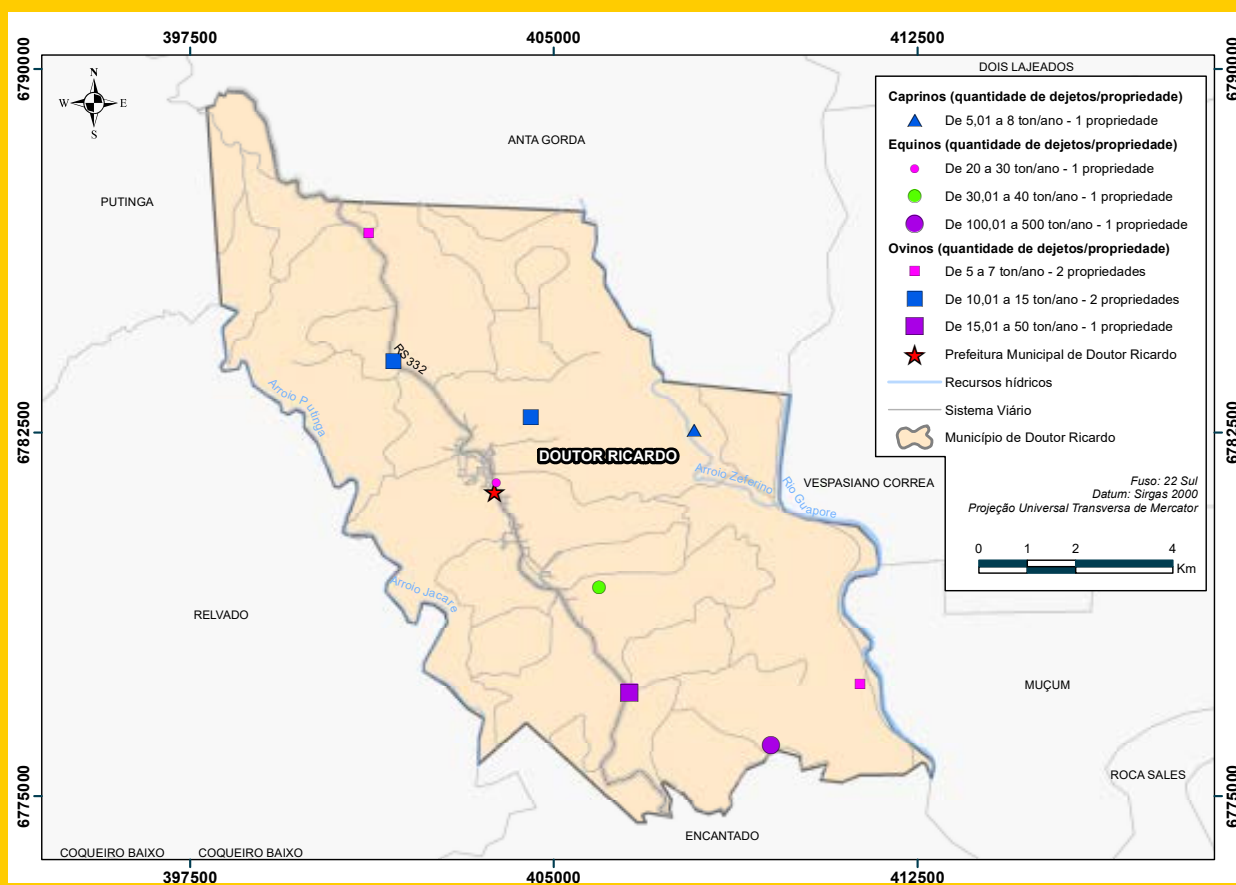 397500
405000
412500
6790000
6790000
N
W
E
S
DOIS LAJEADOS
ANTA GORDA
PUTINGA
Caprinos (quantidade de dejetos/propriedade)
De 5,01 a 8 ton/ano - 1 propriedade
Equinos (quantidade de dejetos/propriedade)
De 20 a 30 ton/ano - 1 propriedade
De 30,01 a 40 ton/ano - 1 propriedade
De 100,01 a 500 ton/ano - 1 propriedade
Ovinos (quantidade de dejetos/propriedade)
De 5 a 7 ton/ano - 2 propriedades
De 10,01 a 15 ton/ano - 2 propriedades
De 15,01 a 50 ton/ano - 1 propriedade
Prefeitura Municipal de Doutor Ricardo
Recursos hídricos
Sistema Viário
Município de Doutor Ricardo
Fuso: 22 Sul
Datum: Sirgas 2000
Projeção Universal Transversa de Mercator
0 1 2 4
Km
RS 332
Arroio Putinga
6782500
6782500
DOUTOR RICARDO
Arroio Zeferino
Rio Guapore
VESPASIANO CORREA
Arroio Jacare
RELVADO
MUÇUM
ROCA SALES
6775000
6775000
ENCANTADO
COQUEIRO BAIXO
COQUEIRO BAIXO
397500
405000
412500